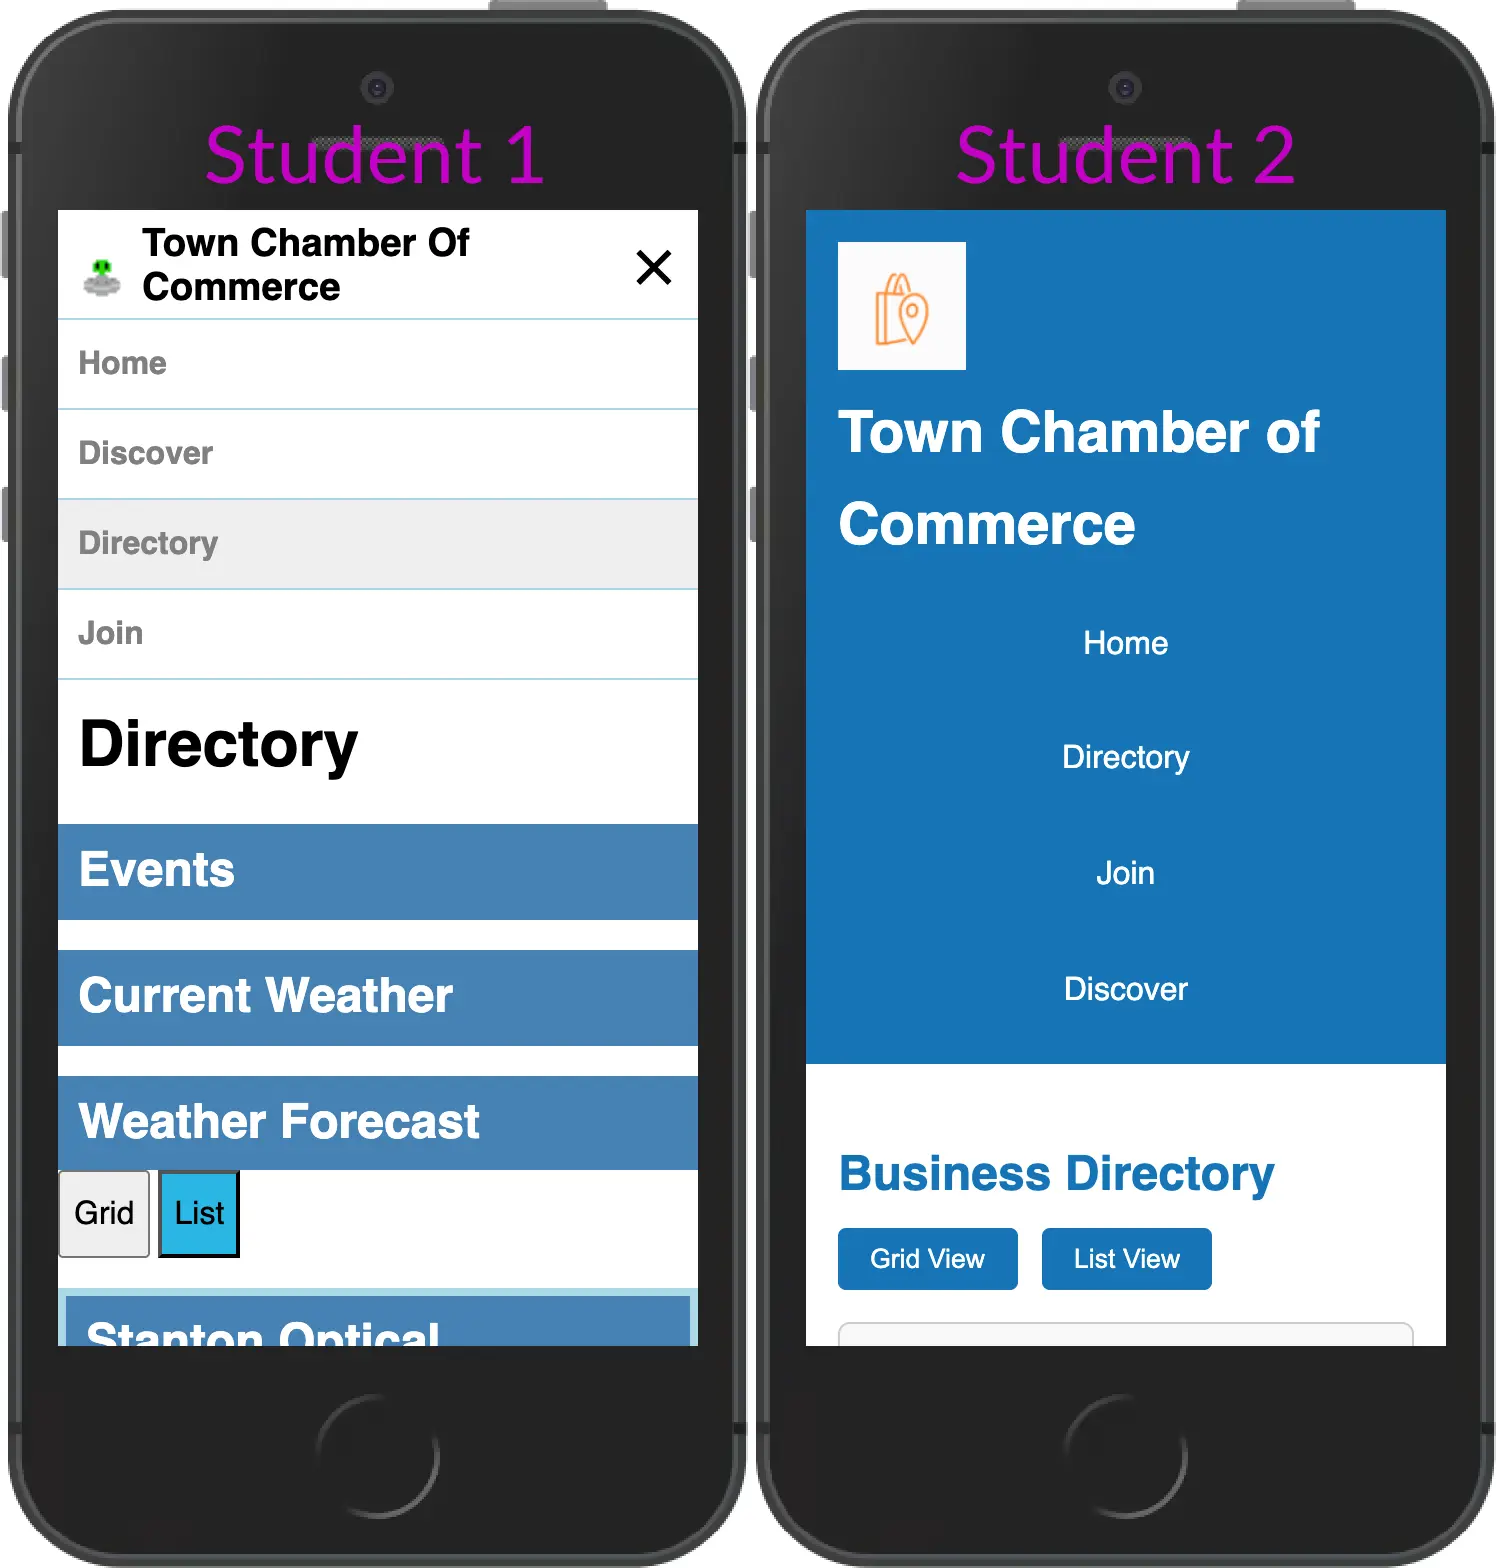 Student 1
Town Chamber Of
Commerce
Home
Discover
Directory
Join
Directory
Events
Current Weather
Weather Forecast
Grid List
Stanton Optical
Student 2
Town Chamber of
Commerce
Home
Directory
Join
Discover
Business Directory
Grid View List View